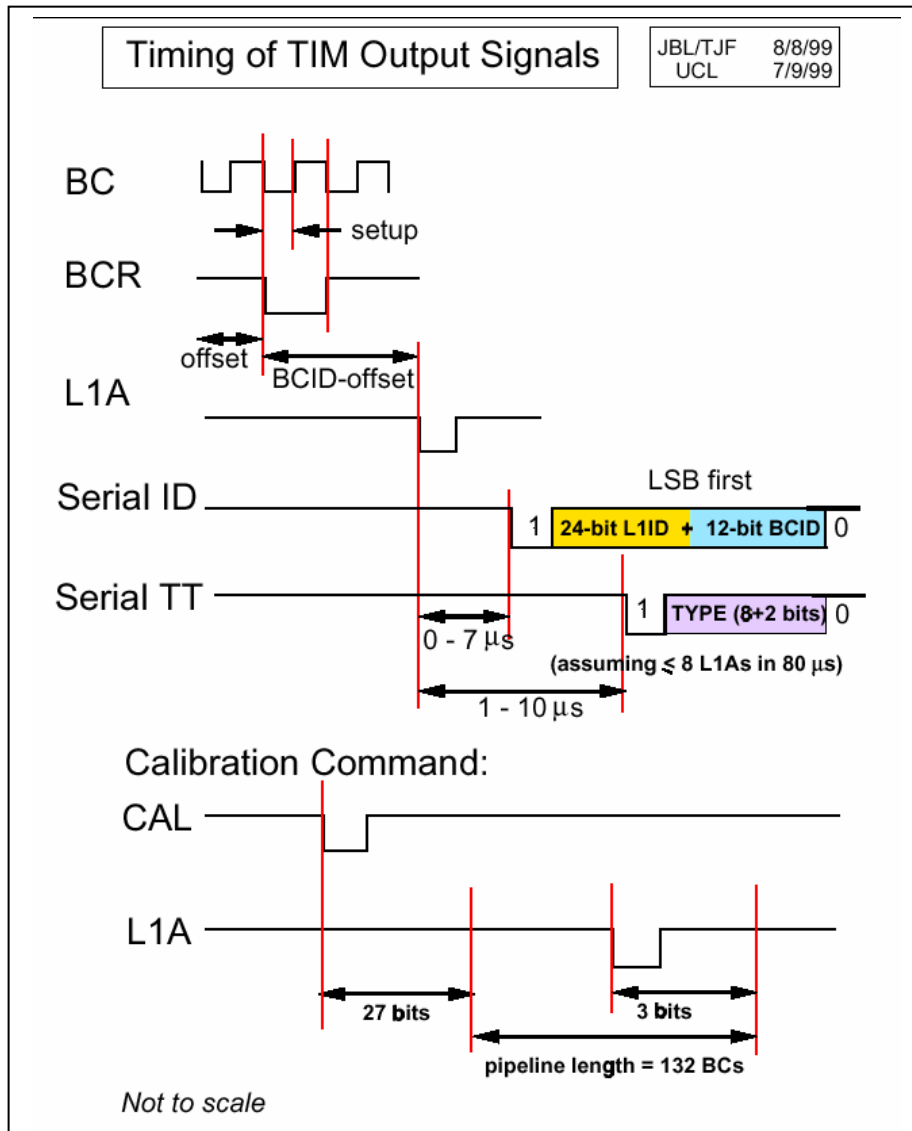 Timing of TIM Output Signals
JBL/TJF 8/8/99
UCL 7/9/99
BC
setup
BCR
offset
BCID-offset
L1A
LSB first
Serial ID
1 24-bit L1ID + 12-bit BCID 0
Serial TT
1 TYPE (8+2 bits) 0
0 - 7 μs
(assuming ⩽ 8 L1As in 80 μs)
1 - 10 μs
Calibration Command:
CAL
L1A
27 bits
3 bits
pipeline length = 132 BCs
Not to scale